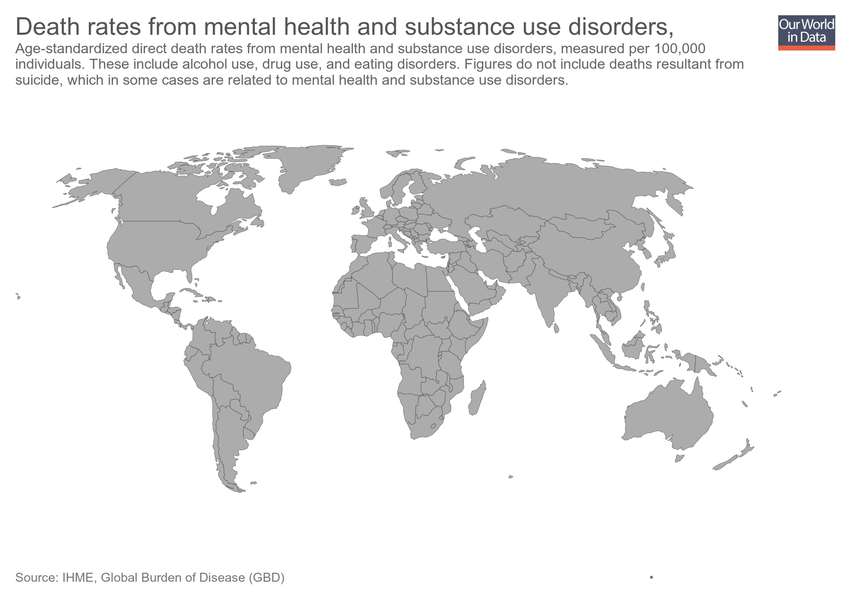 Death rates from mental health and substance use disorders,
Our World
in Data
Age-standardized direct death rates from mental health and substance use disorders, measured per 100,000
individuals. These include alcohol use, drug use, and eating disorders. Figures do not include deaths resultant from
suicide, which in some cases are related to mental health and substance use disorders.
Source: IHME, Global Burden of Disease (GBD)
•